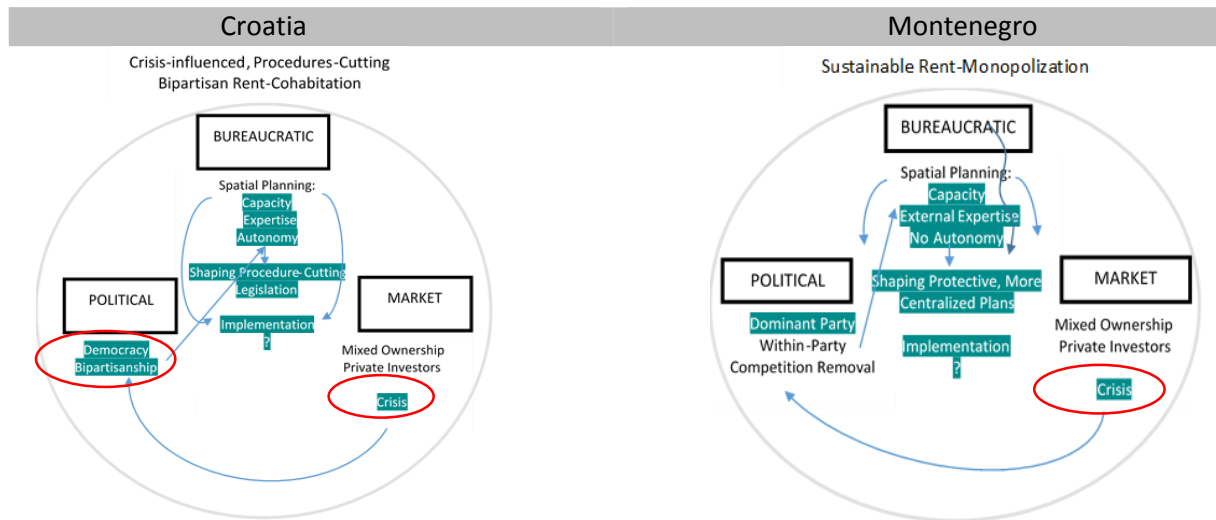 Croatia
Crisis-influenced, Procedures-Cutting
Bipartisan Rent-Cohabitation
BUREAUCRATIC
Spatial Planning:
Capacity
Expertise
Autonomy
Shaping Procedure-Cutting
Legislation
Implementation
?
POLITICAL
Democracy
Bipartisanship
MARKET
Mixed Ownership
Private Investors
Crisis
Montenegro
Sustainable Rent-Monopolization
BUREAUCRATIC
Spatial Planning:
Capacity
External Expertise
No Autonomy
Shaping Protective, More
Centralized Plans
Implementation
?
POLITICAL
Dominant Party
Within-Party
Competition Removal
MARKET
Mixed Ownership
Private Investors
Crisis